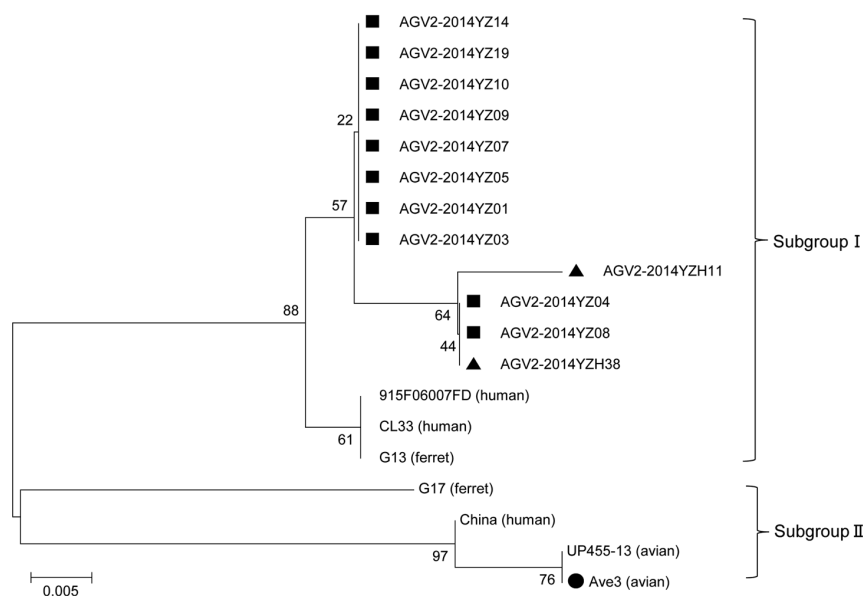 AGV2-2014YZ14
AGV2-2014YZ19
AGV2-2014YZ10
AGV2-2014YZ09
22
AGV2-2014YZ07
AGV2-2014YZ05
57
AGV2-2014YZ01
AGV2-2014YZ03
Subgroup Ⅰ
AGV2-2014YZH11
AGV2-2014YZ04
88
64
AGV2-2014YZ08
44
AGV2-2014YZH38
915F06007FD (human)
CL33 (human)
61
G13 (ferret)
G17 (ferret)
China (human)
Subgroup Ⅱ
97
UP455-13 (avian)
76
Ave3 (avian)
0.005